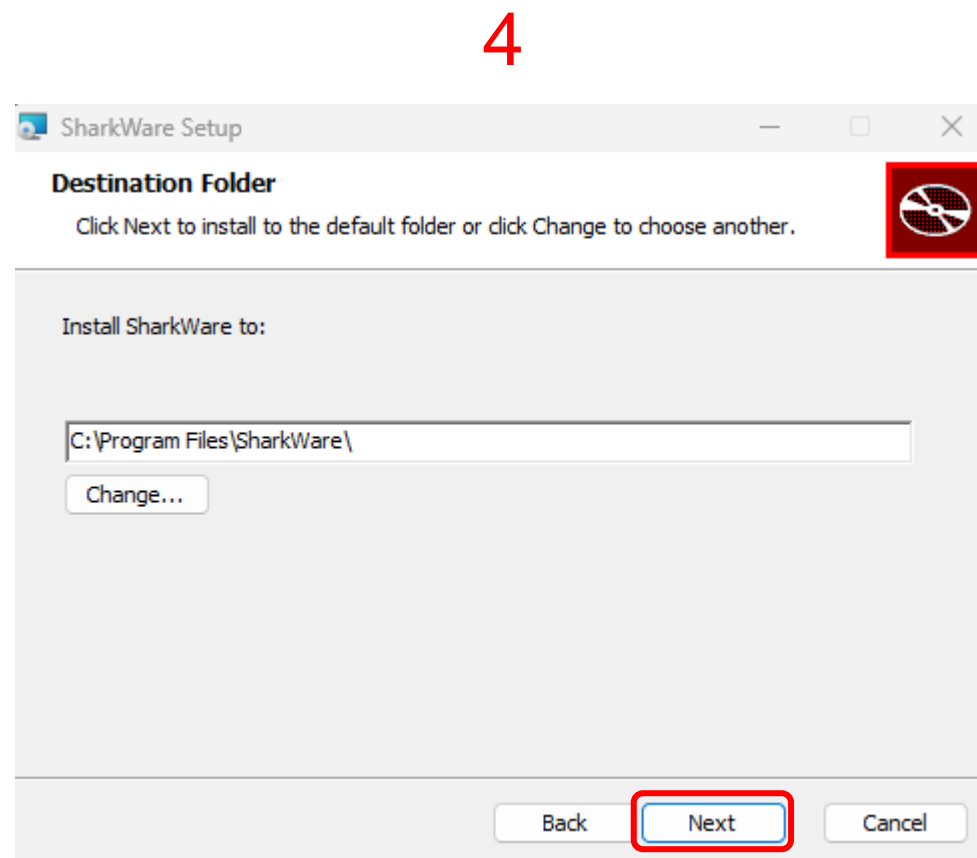 4
SharkWare Setup
Destination Folder
Click Next to install to the default folder or click Change to choose another.
Install SharkWare to:
C:\Program Files\SharkWare\
Change...
Back Next Cancel